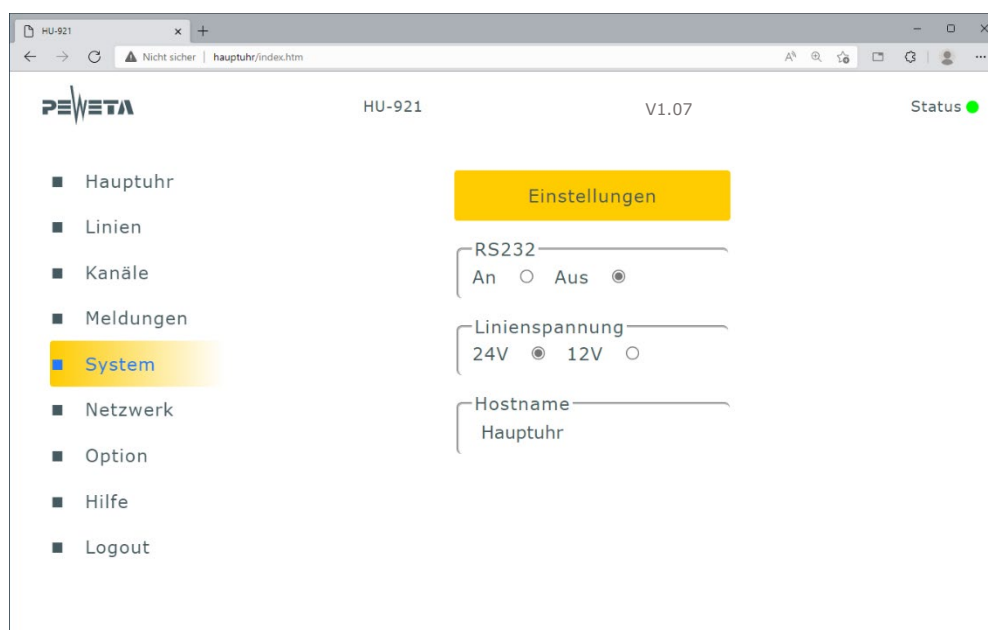 HU-921
Nicht sicher | hauptuhr/index.htm
PEWETA
HU-921
V1.07
Status
Hauptuhr
Linien
Kanäle
Meldungen
System
Netzwerk
Option
Hilfe
Logout
Einstellungen
RS232
An Aus
Linienspannung
24V 12V
Hostname
Hauptuhr